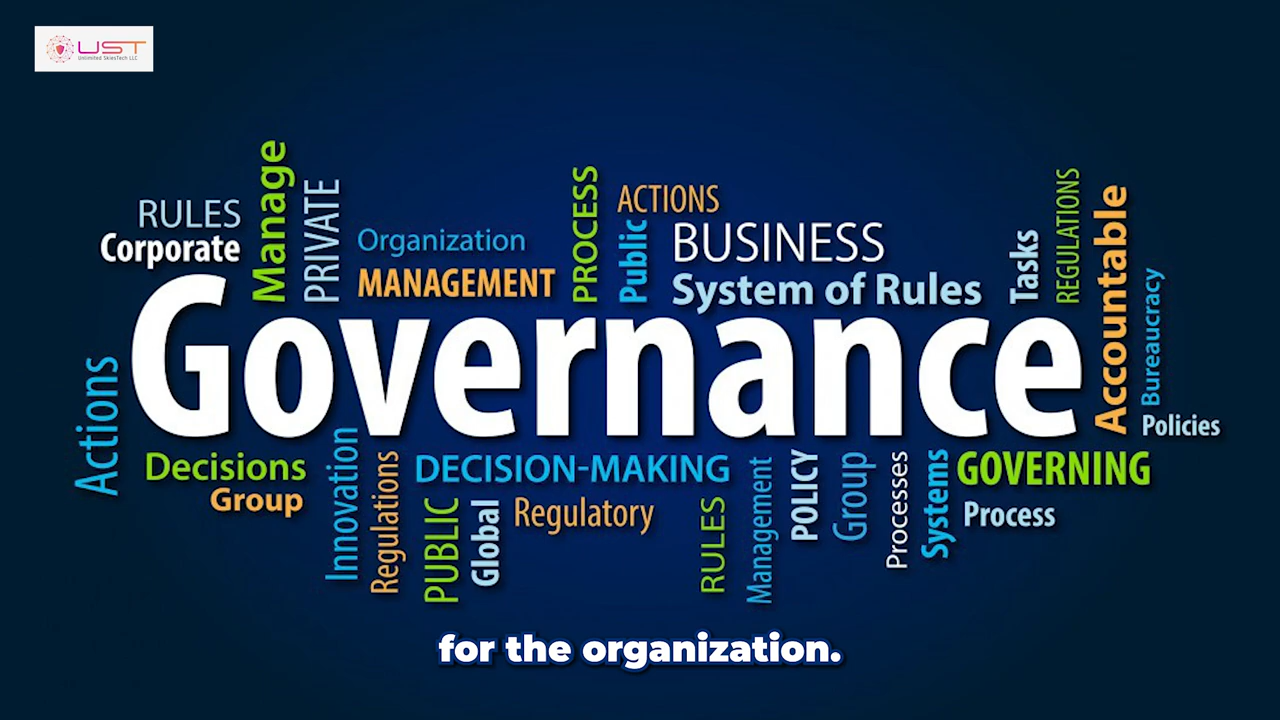 UST
Unlimited SkiesTech LLC
RULES
Corporate
Manage
PRIVATE
Organization
MANAGEMENT
PROCESS
Public
ACTIONS
BUSINESS
System of Rules
Tasks
REGULATIONS
Accountable
Bureaucracy
Policies
Governance
Actions
Decisions
Group
Innovation
Regulations
DECISION-MAKING
PUBLIC
Global
Regulatory
RULES
Management
POLICY
Group
Processes
Systems
GOVERNING
Process
for the organization.